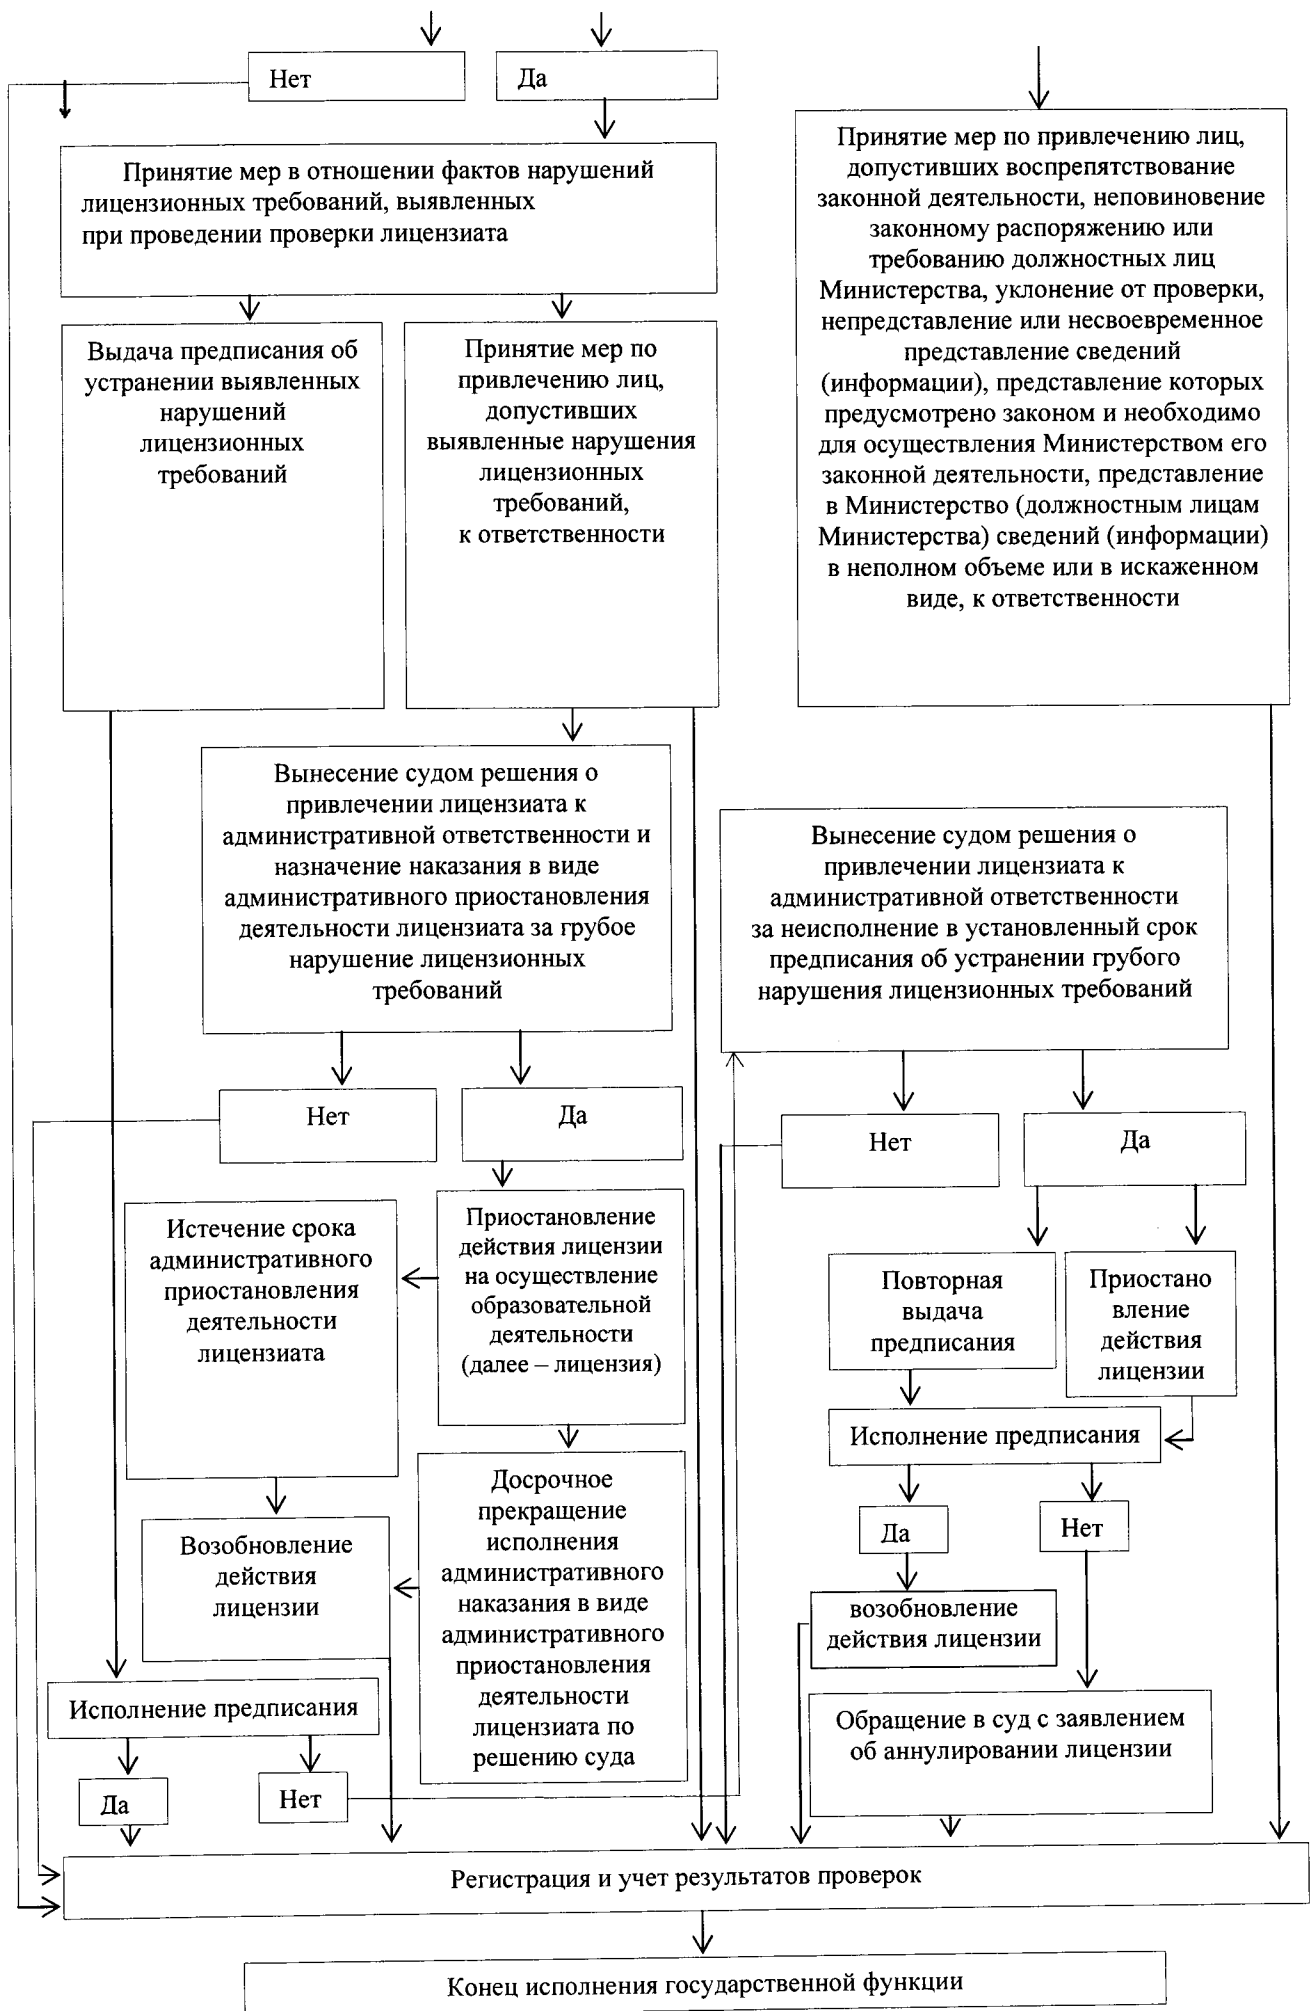 Нет
Да
Принятие мер в отношении фактов нарушений
лицензионных требований, выявленных
при проведении проверки лицензиата
Принятие мер по привлечению лиц,
допустивших воспрепятствование
законной деятельности, неповиновение
законному распоряжению или
требованию должностных лиц
Министерства, уклонение от проверки,
непредставление или несвоевременное
представление сведений
(информации), представление которых
предусмотрено законом и необходимо
для осуществления Министерством его
законной деятельности, представление
в Министерство (должностным лицам
Министерства) сведений (информации)
в неполном объеме или в искаженном
виде, к ответственности
Выдача предписания об
устранении выявленных
нарушений
лицензионных
требований
Принятие мер по
привлечению лиц,
допустивших
выявленные нарушения
лицензионных
требований,
к ответственности
Вынесение судом решения о
привлечении лицензиата к
административной ответственности и
назначение наказания в виде
административного приостановления
деятельности лицензиата за грубое
нарушение лицензионных
требований
Вынесение судом решения о
привлечении лицензиата к
административной ответственности
за неисполнение в установленный срок
предписания об устранении грубого
нарушения лицензионных требований
Нет
Да
Нет
Да
Истечение срока
административного
приостановления
деятельности
лицензиата
Приостановление
действия лицензии
на осуществление
образовательной
деятельности
(далее – лицензия)
Повторная
выдача
предписания
Приостано
вление
действия
лицензии
Исполнение предписания
Да
Нет
Досрочное
прекращение
исполнения
административного
наказания в виде
административного
приостановления
деятельности
лицензиата по
решению суда
Возобновление
действия
лицензии
возобновление
действия лицензии
Исполнение предписания
Обращение в суд с заявлением
об аннулировании лицензии
Да
Нет
Регистрация и учет результатов проверок
Конец исполнения государственной функции